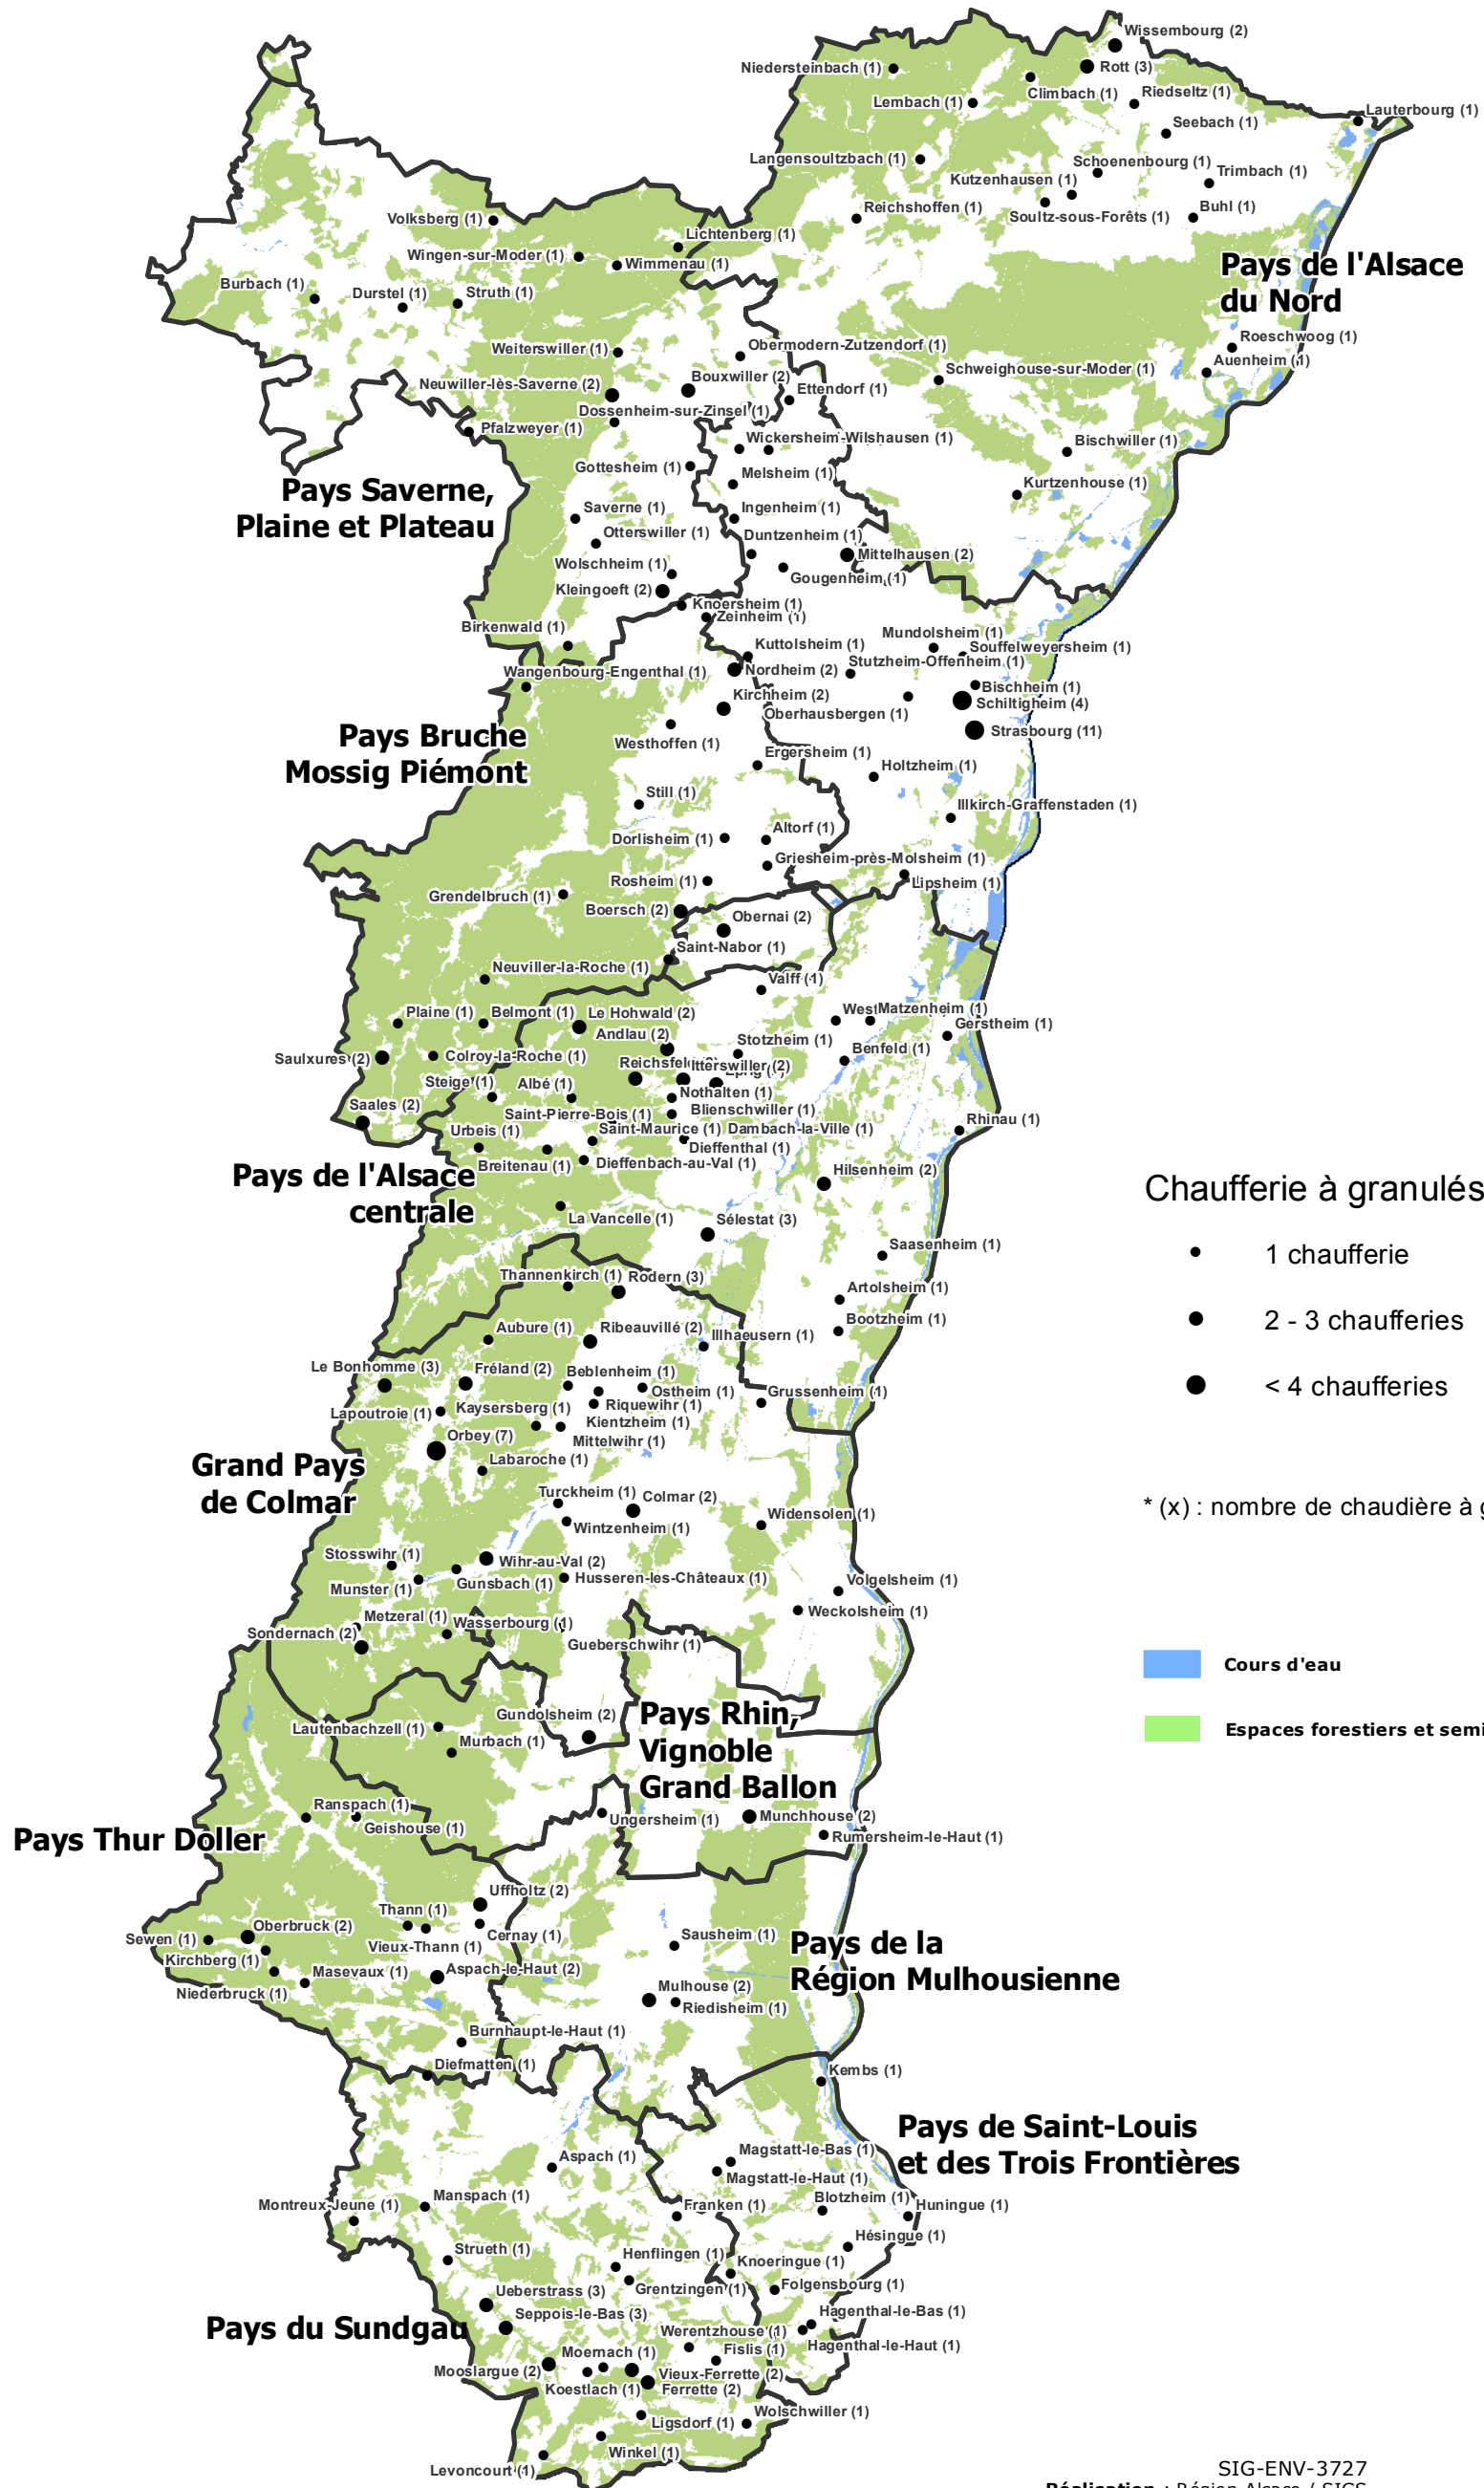 Wissembourg (2)
Niedersteinbach (1)
Rott (3)
Climbach (1)
Riedseltz (1)
Lembach (1)
Lauterbourg (1)
Seebach (1)
Langensoultzbach (1)
Schoenenbourg (1)
Trimbach (1)
Kutzenhausen (1)
Reichshoffen (1)
Soultz-sous-Forêts (1)
Buhl (1)
Volksberg (1)
Lichtenberg (1)
Wingen-sur-Moder (1)
Wimmenau (1)
Pays de l'Alsace
du Nord
Burbach (1)
Durstel (1)
Struth (1)
Roeschwoog (1)
Weiterswiller (1)
Obermodern-Zutzendorf (1)
Auenheim (1)
Schweighouse-sur-Moder (1)
Neuwiller-lès-Saverne (2)
Bouxwiller (2)
Ettendorf (1)
Dossenheim-sur-Zinsel (1)
Pfalzweyer (1)
Wickersheim-Wilshausen (1)
Bischwiller (1)
Gottesheim (1)
Melsheim (1)
Kurtzenhouse (1)
Pays Saverne,
Plaine et Plateau
Saverne (1)
Ingenheim (1)
Otterswiller (1)
Duntzenheim (1)
Mittelhausen (2)
Wolschheim (1)
Gougenheim (1)
Kleingoeft (2)
Knoersheim (1)
Zeinheim (1)
Birkenwald (1)
Mundolsheim (1)
Kuttolsheim (1)
Souffelweyersheim (1)
Stutzheim-Offenheim (1)
Wangenbourg-Engenthal (1)
Nordheim (2)
Bischheim (1)
Kirchheim (2)
Schiltigheim (4)
Oberhausbergen (1)
Strasbourg (11)
Pays Bruche
Mossig Piémont
Westhoffen (1)
Ergersheim (1)
Holtzheim (1)
Still (1)
Illkirch-Graffenstaden (1)
Dorlisheim (1)
Altorf (1)
Griesheim-près-Molsheim (1)
Rosheim (1)
Lipsheim (1)
Grendelbruch (1)
Boersch (2)
Obernai (2)
Saint-Nabor (1)
Neuviller-la-Roche (1)
Valff (1)
Plaine (1)
Belmont (1)
Le Hohwald (2)
Matzenheim (1)
Gerstheim (1)
Andlau (2)
Stotzheim (1)
Benfeld (1)
Saulxures (2)
Colroy-la-Roche (1)
Itterswiller (2)
Steige (1)
Albé (1)
Nothalten (1)
Saales (2)
Saint-Pierre-Bois (1)
Blienschwiller (1)
Rhinau (1)
Urbeis (1)
Saint-Maurice (1)
Dambach-la-Ville (1)
Dieffenthal (1)
Breitenau (1)
Dieffenbach-au-Val (1)
Hilsenheim (2)
Pays de l'Alsace
centrale
La Vancelle (1)
Sélestat (3)
Saasenheim (1)
Thannenkirch (1)
Rodern (3)
Artolsheim (1)
Bootzheim (1)
Aubure (1)
Ribeauvillé (2)
Illhaeusern (1)
Le Bonhomme (3)
Fréland (2)
Beblenheim (1)
Ostheim (1)
Grussenheim (1)
Riquewihr (1)
Lapoutroie (1)
Kaysersberg (1)
Kientzheim (1)
Orbey (7)
Mittelwihr (1)
Labaroche (1)
Grand Pays
de Colmar
Turckheim (1)
Colmar (2)
Wintzenheim (1)
Widensolen (1)
Stosswihr (1)
Wihr-au-Val (2)
Munster (1)
Gunsbach (1)
Husseren-les-Châteaux (1)
Volgelsheim (1)
Weckolsheim (1)
Metzeral (1)
Wasserbourg (1)
Sondernach (2)
Gueberschwihr (1)
Chaufferie à granulés
1 chaufferie
2 - 3 chaufferies
< 4 chaufferies
* (x) : nombre de chaudière à
Cours d'eau
Espaces forestiers et semi
Lautenbachzell (1)
Gundolsheim (2)
Murbach (1)
Pays Rhin,
Vignoble
Grand Ballon
Ranspach (1)
Geishouse (1)
Ungersheim (1)
Munchhouse (2)
Rumersheim-le-Haut (1)
Pays Thur Doller
Uffholtz (2)
Thann (1)
Cernay (1)
Oberbruck (2)
Sewen (1)
Vieux-Thann (1)
Sausheim (1)
Kirchberg (1)
Masevaux (1)
Aspach-le-Haut (2)
Niederbruck (1)
Pays de la
Région Mulhousienne
Mulhouse (2)
Riedisheim (1)
Burnhaupt-le-Haut (1)
Diefmatten (1)
Kembs (1)
Pays de Saint-Louis
et des Trois Frontières
Aspach (1)
Magstatt-le-Bas (1)
Magstatt-le-Haut (1)
Montreux-Jeune (1)
Manspach (1)
Franken (1)
Blotzheim (1)
Huningue (1)
Strueth (1)
Hésingue (1)
Henflingen (1)
Knoeringue (1)
Ueberstrass (3)
Grentzingen (1)
Folgensbourg (1)
Seppois-le-Bas (3)
Hagenthal-le-Bas (1)
Pays du Sundgau
Werentzhouse (1)
Hagenthal-le-Haut (1)
Moernach (1)
Fislis (1)
Mooslargue (2)
Vieux-Ferrette (2)
Koestlach (1)
Ferrette (2)
Ligsdorf (1)
Wolschwiller (1)
Winkel (1)
Levoncourt (1)
SIG-ENV-3727
Réalisation : Région Alsace / SIGS